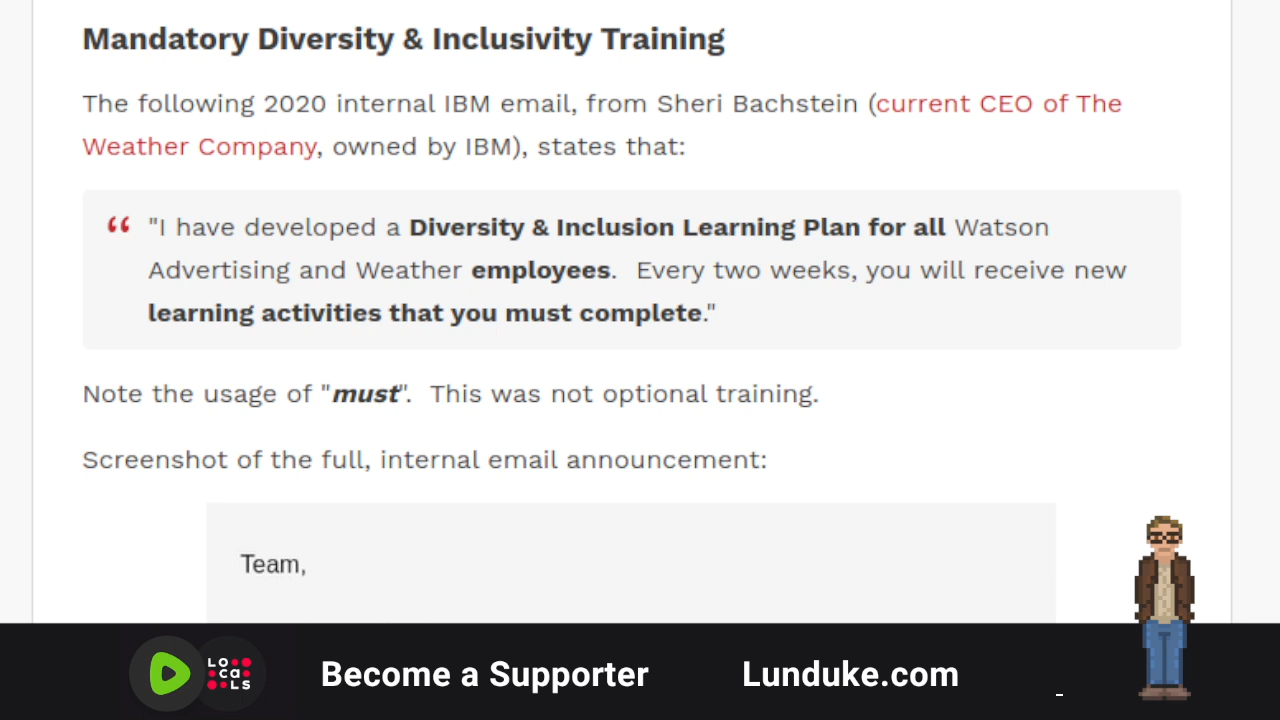 Mandatory Diversity & Inclusivity Training
The following 2020 internal IBM email, from Sheri Bachstein (current CEO of The
Weather Company, owned by IBM), states that:
“ "I have developed a Diversity & Inclusion Learning Plan for all Watson
Advertising and Weather employees.  Every two weeks, you will receive new
learning activities that you must complete."
Note the usage of "must".  This was not optional training.
Screenshot of the full, internal email announcement:
Team,
LO
ca
LS
Become a Supporter
Lunduke.com